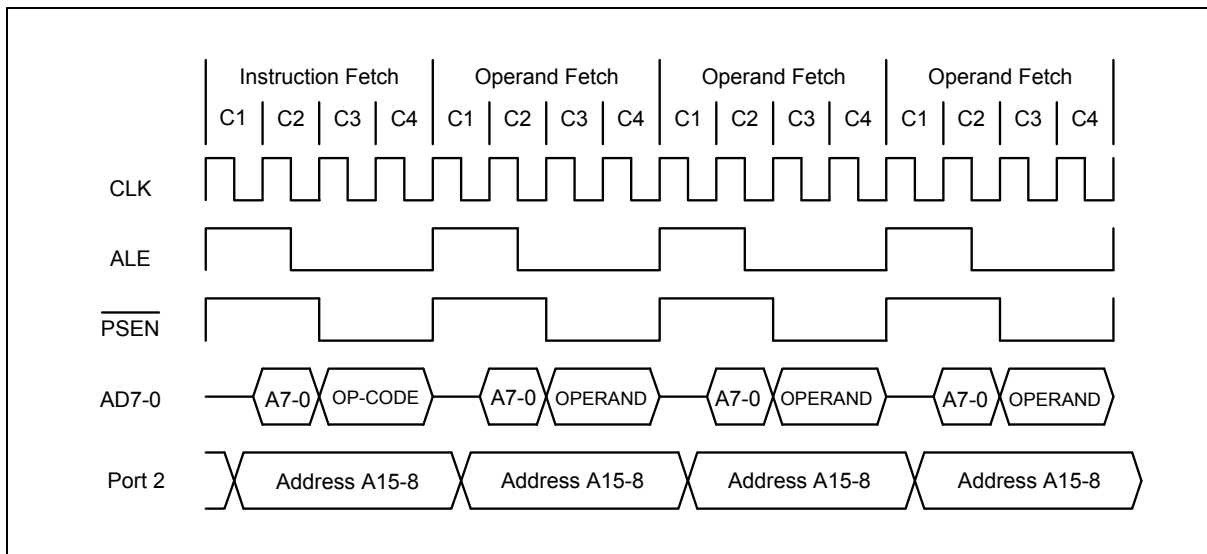 Instruction Fetch Operand Fetch Operand Fetch Operand Fetch
C1 C2 C3 C4 C1 C2 C3 C4 C1 C2 C3 C4 C1 C2 C3 C4
CLK
ALE
PSEN
AD7-0 A7-0 OP-CODE A7-0 OPERAND A7-0 OPERAND A7-0 OPERAND
Port 2 Address A15-8 Address A15-8 Address A15-8 Address A15-8